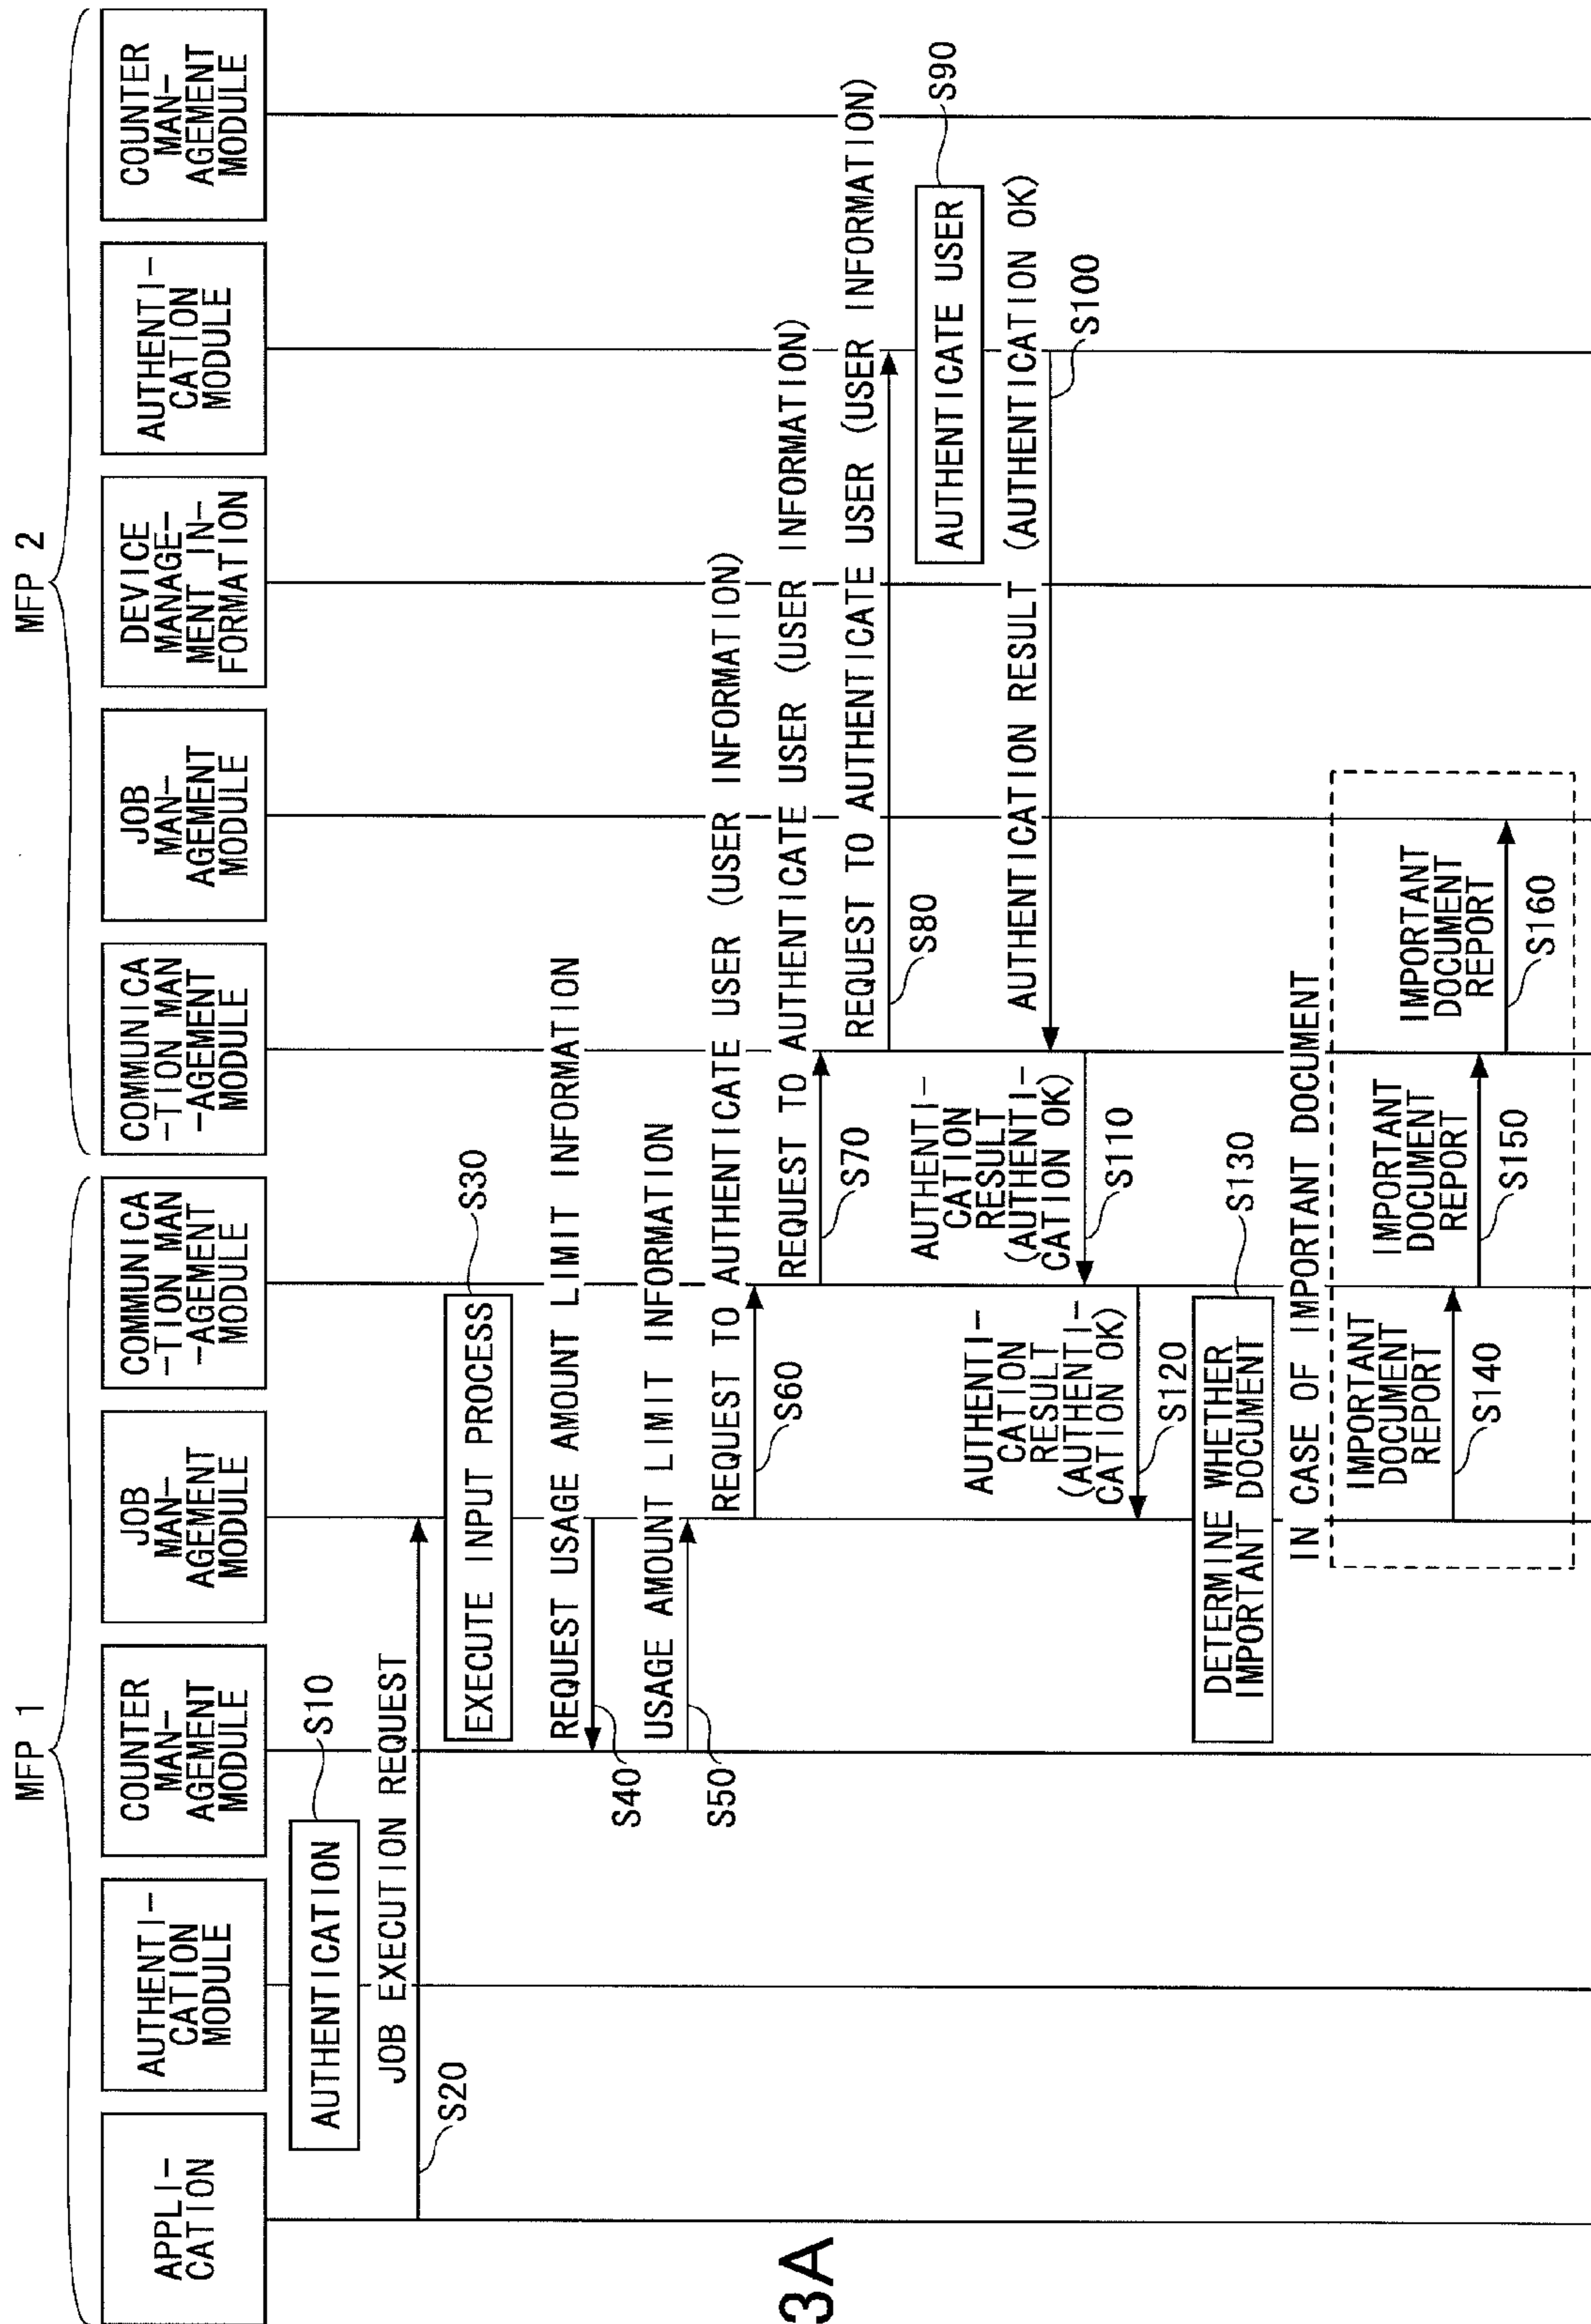 MFP 1
MFP 2
APPLI-
CATION
AUTHENTI-
CATION
MODULE
COUNTER
MAN-
AGEMENT
MODULE
JOB
MAN-
AGEMENT
MODULE
COMMUNICA
-TION MAN
-AGEMENT
MODULE
COMMUNICA
-TION MAN
-AGEMENT
MODULE
JOB
MAN-
AGEMENT
MODULE
DEVICE
MANAGE-
MENT IN-
FORMATION
AUTHENTI-
CATION
MODULE
COUNTER
MAN-
AGEMENT
MODULE
AUTHENTICATION
S10
JOB EXECUTION REQUEST
S20
EXECUTE INPUT PROCESS
S30
REQUEST USAGE AMOUNT LIMIT INFORMATION
S40
USAGE AMOUNT LIMIT INFORMATION
S50
REQUEST TO AUTHENTICATE USER (USER INFORMATION)
S60
REQUEST TO AUTHENTICATE USER (USER INFORMATION)
S70
REQUEST TO AUTHENTICATE USER (USER INFORMATION)
S80
AUTHENTICATE USER
S90
AUTHENTICATION RESULT (AUTHENTICATION OK)
S100
AUTHENTI-
CATION
RESULT
(AUTHENTI-
CATION OK)
S110
AUTHENTI-
CATION
RESULT
(AUTHENTI-
CATION OK)
S120
DETERMINE WHETHER
IMPORTANT DOCUMENT
S130
IN CASE OF IMPORTANT DOCUMENT
IMPORTANT
DOCUMENT
REPORT
S140
IMPORTANT
DOCUMENT
REPORT
S150
IMPORTANT
DOCUMENT
REPORT
S160
3A